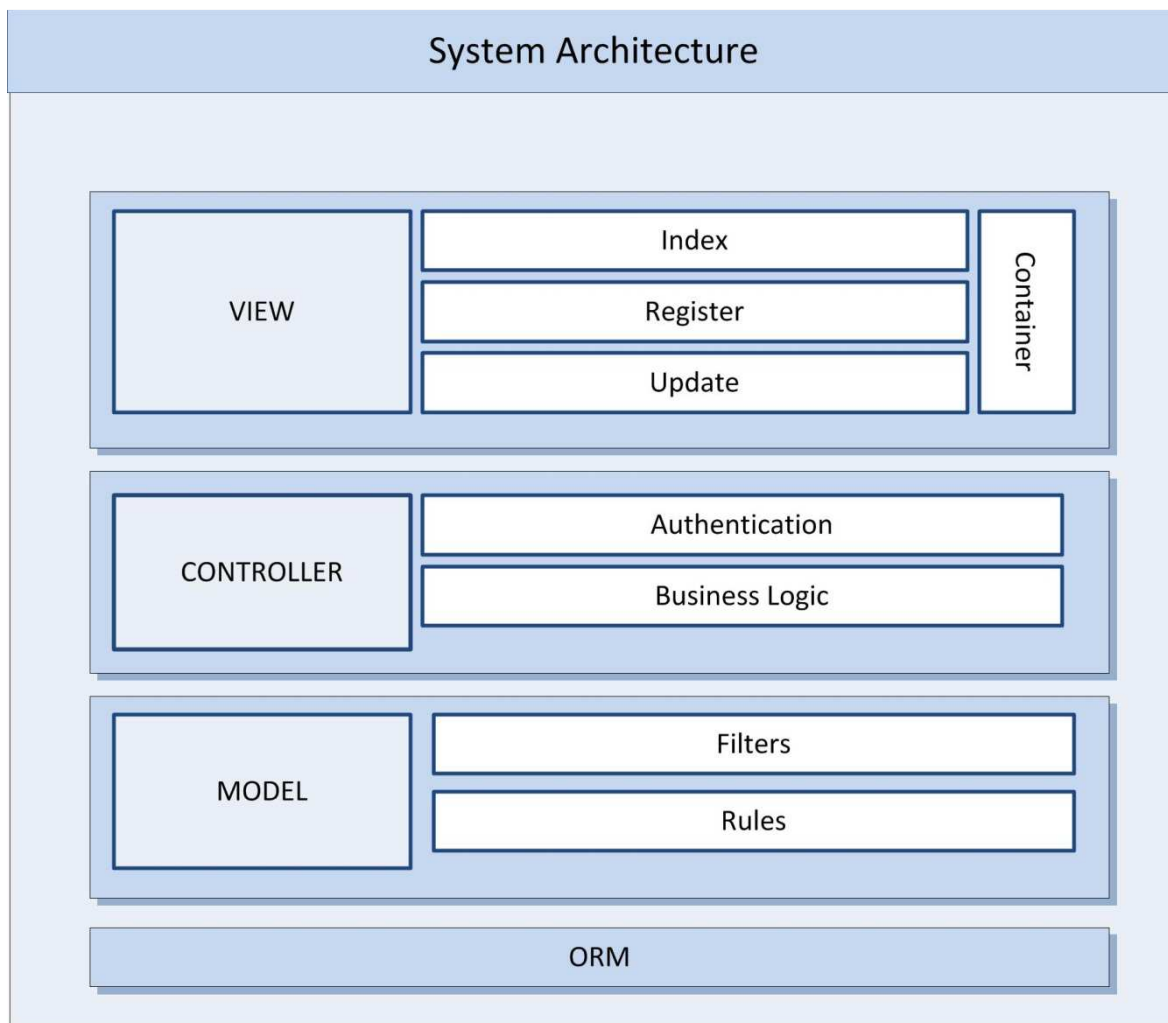 System Architecture
VIEW
Index
Register
Update
Container
CONTROLLER
Authentication
Business Logic
MODEL
Filters
Rules
ORM